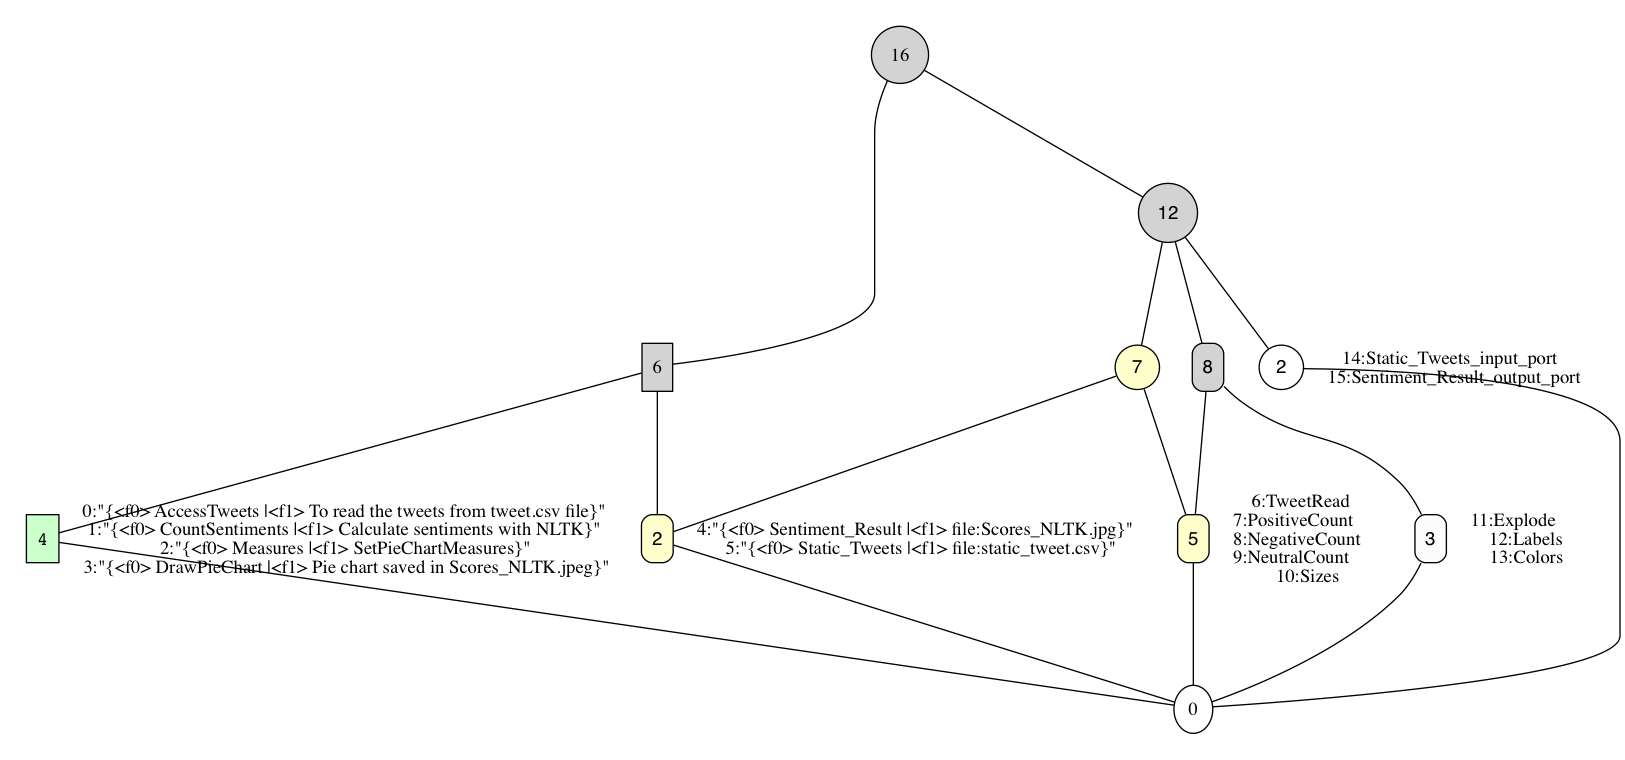 16
12
6
7
8
2
14:Static_Tweets_input_port
15:Sentiment_Result_output_port
4
0:"{<f0> AccessTweets |<f1> To read the tweets from tweet.csv file}"
1:"{<f0> CountSentiments |<f1> Calculate sentiments with NLTK}"
2:"{<f0> Measures |<f1> SetPieChartMeasures}"
3:"{<f0> DrawPieChart |<f1> Pie chart saved in Scores_NLTK.jpeg}"
2
4:"{<f0> Sentiment_Result |<f1> file:Scores_NLTK.jpg}"
5:"{<f0> Static_Tweets |<f1> file:static_tweet.csv}"
5
6:TweetRead
7:PositiveCount
8:NegativeCount
9:NeutralCount
10:Sizes
3
11:Explode
12:Labels
13:Colors
0